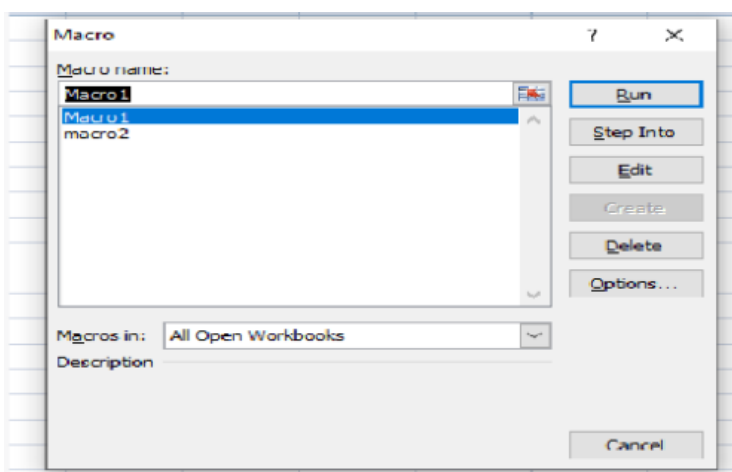 Macro ? ×
Macro name:
Macro1
Run
Macro1
macro2
Step Into
Edit
Create
Delete
Options...
Macros in: All Open Workbooks
Description
Cancel